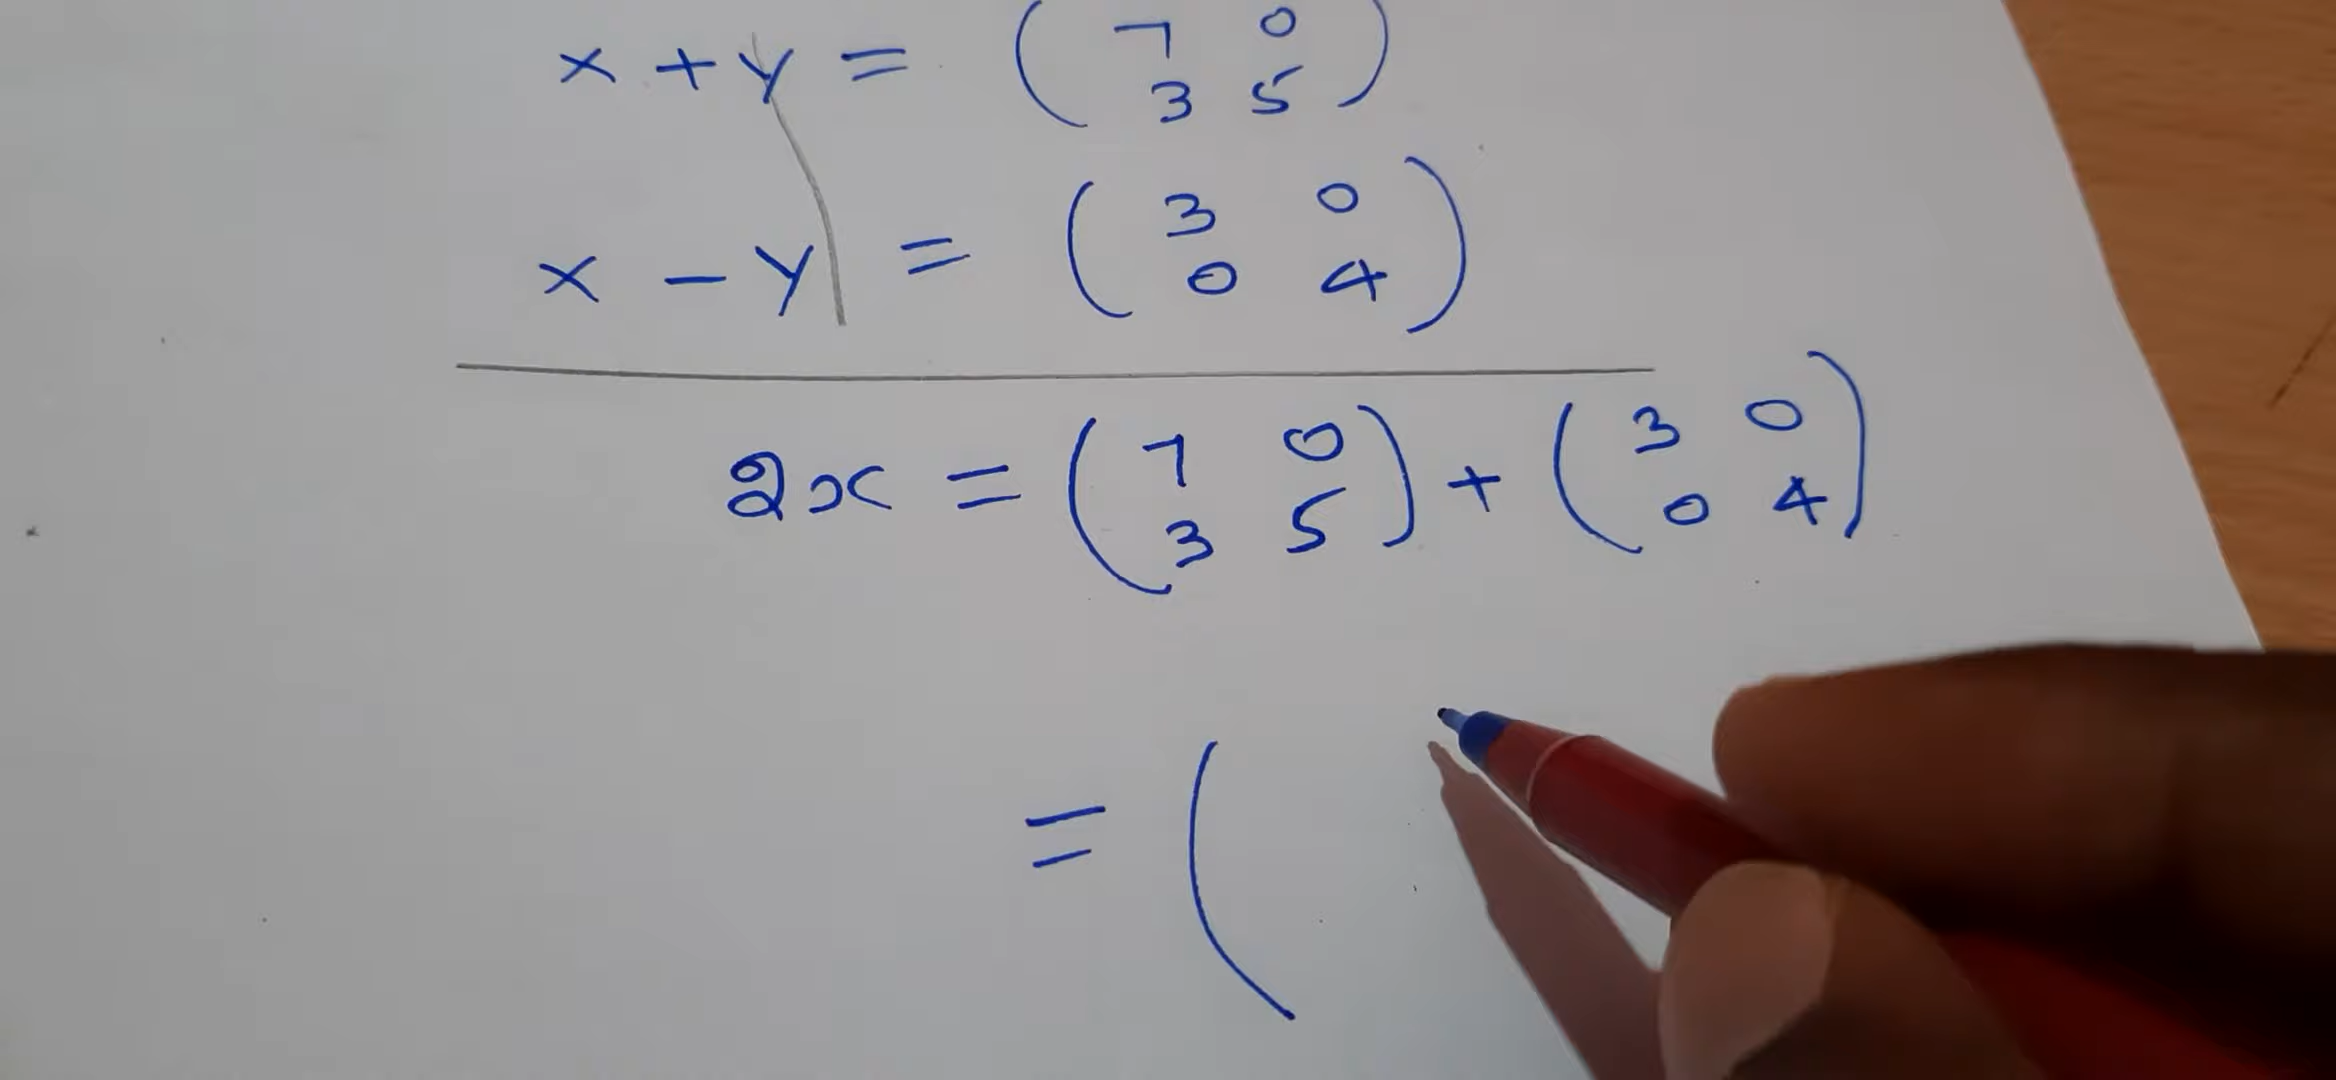 x + y = ( 7 0
3 5 )
x - y = ( 3 0
0 4 )
2x = ( 7 0
3 5 ) + ( 3 0
0 4 )
= (